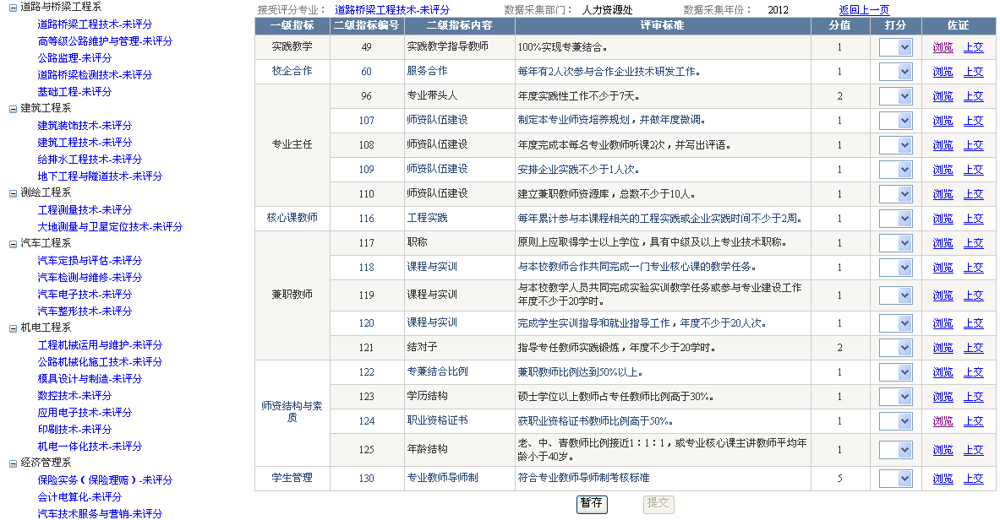 道路与桥梁工程系
道路桥梁工程技术-未评分
高等级公路维护与管理-未评分
公路监理-未评分
道路桥梁检测技术-未评分
基础工程-未评分
建筑工程系
建筑装饰技术-未评分
建筑工程技术-未评分
给排水工程技术-未评分
地下工程与隧道技术-未评分
测绘工程系
工程测量技术-未评分
大地测量与卫星定位技术-未评分
汽车工程系
汽车定损与评估-未评分
汽车检测与维修-未评分
汽车电子技术-未评分
汽车整形技术-未评分
机电工程系
工程机械运用与维护-未评分
公路机械化施工技术-未评分
模具设计与制造-未评分
数控技术-未评分
应用电子技术-未评分
印刷技术-未评分
机电一体化技术-未评分
经济管理系
保险实务(保险理赔)-未评分
会计电算化-未评分
汽车技术服务与营销-未评分
接受评分专业： 道路桥梁工程技术-未评分 数据采集部门： 人力资源处 数据采集年份： 2012 返回上一页
一级指标 二级指标编号 二级指标内容 评审标准 分值 打分 佐证
实践教学 49 实践教学指导教师 100%实现专兼结合。 1 浏览 上交
校企合作 60 服务合作 每年有2人次参与合作企业技术研发工作。 1 浏览 上交
专业主任 96 专业带头人 年度实践性工作不少于7天。 2 浏览 上交
107 师资队伍建设 制定本专业师资培养规划，并做年度微调。 1 浏览 上交
108 师资队伍建设 年度完成本每名专业教师听课2次，并写出评语。 1 浏览 上交
109 师资队伍建设 安排企业实践不少于1人次。 1 浏览 上交
110 师资队伍建设 建立兼职教师资源库，总数不少于10人。 1 浏览 上交
核心课教师 116 工程实践 每年累计参与本课程相关的工程实践或企业实践时间不少于2周。 1 浏览 上交
兼职教师 117 职称 原则上应取得学士以上学位，具有中级及以上专业技术职称。 1 浏览 上交
118 课程与实训 与本校教师合作共同完成一门专业核心课的教学任务。 1 浏览 上交
119 课程与实训 与本校教学人员共同完成实验实训教学任务或参与专业建设工作
年度不少于20学时。 1 浏览 上交
120 课程与实训 完成学生实训指导和就业指导工作，年度不少于20人次。 1 浏览 上交
121 结对子 指导专任教师实践锻炼，年度不少于20学时。 2 浏览 上交
师资结构与素
质 122 专兼结合比例 兼职教师比例达到50%以上。 1 浏览 上交
123 学历结构 硕士学位以上教师占专任教师比例高于30%。 1 浏览 上交
124 职业资格证书 获职业资格证书教师比例高于50%。 1 浏览 上交
125 年龄结构 老、中、青教师比例接近1：1：1，或专业核心课主讲教师平均年
龄小于40岁。 1 浏览 上交
学生管理 130 专业教师导师制 符合专业教师导师制考核标准 5 浏览 上交
暂存 提交